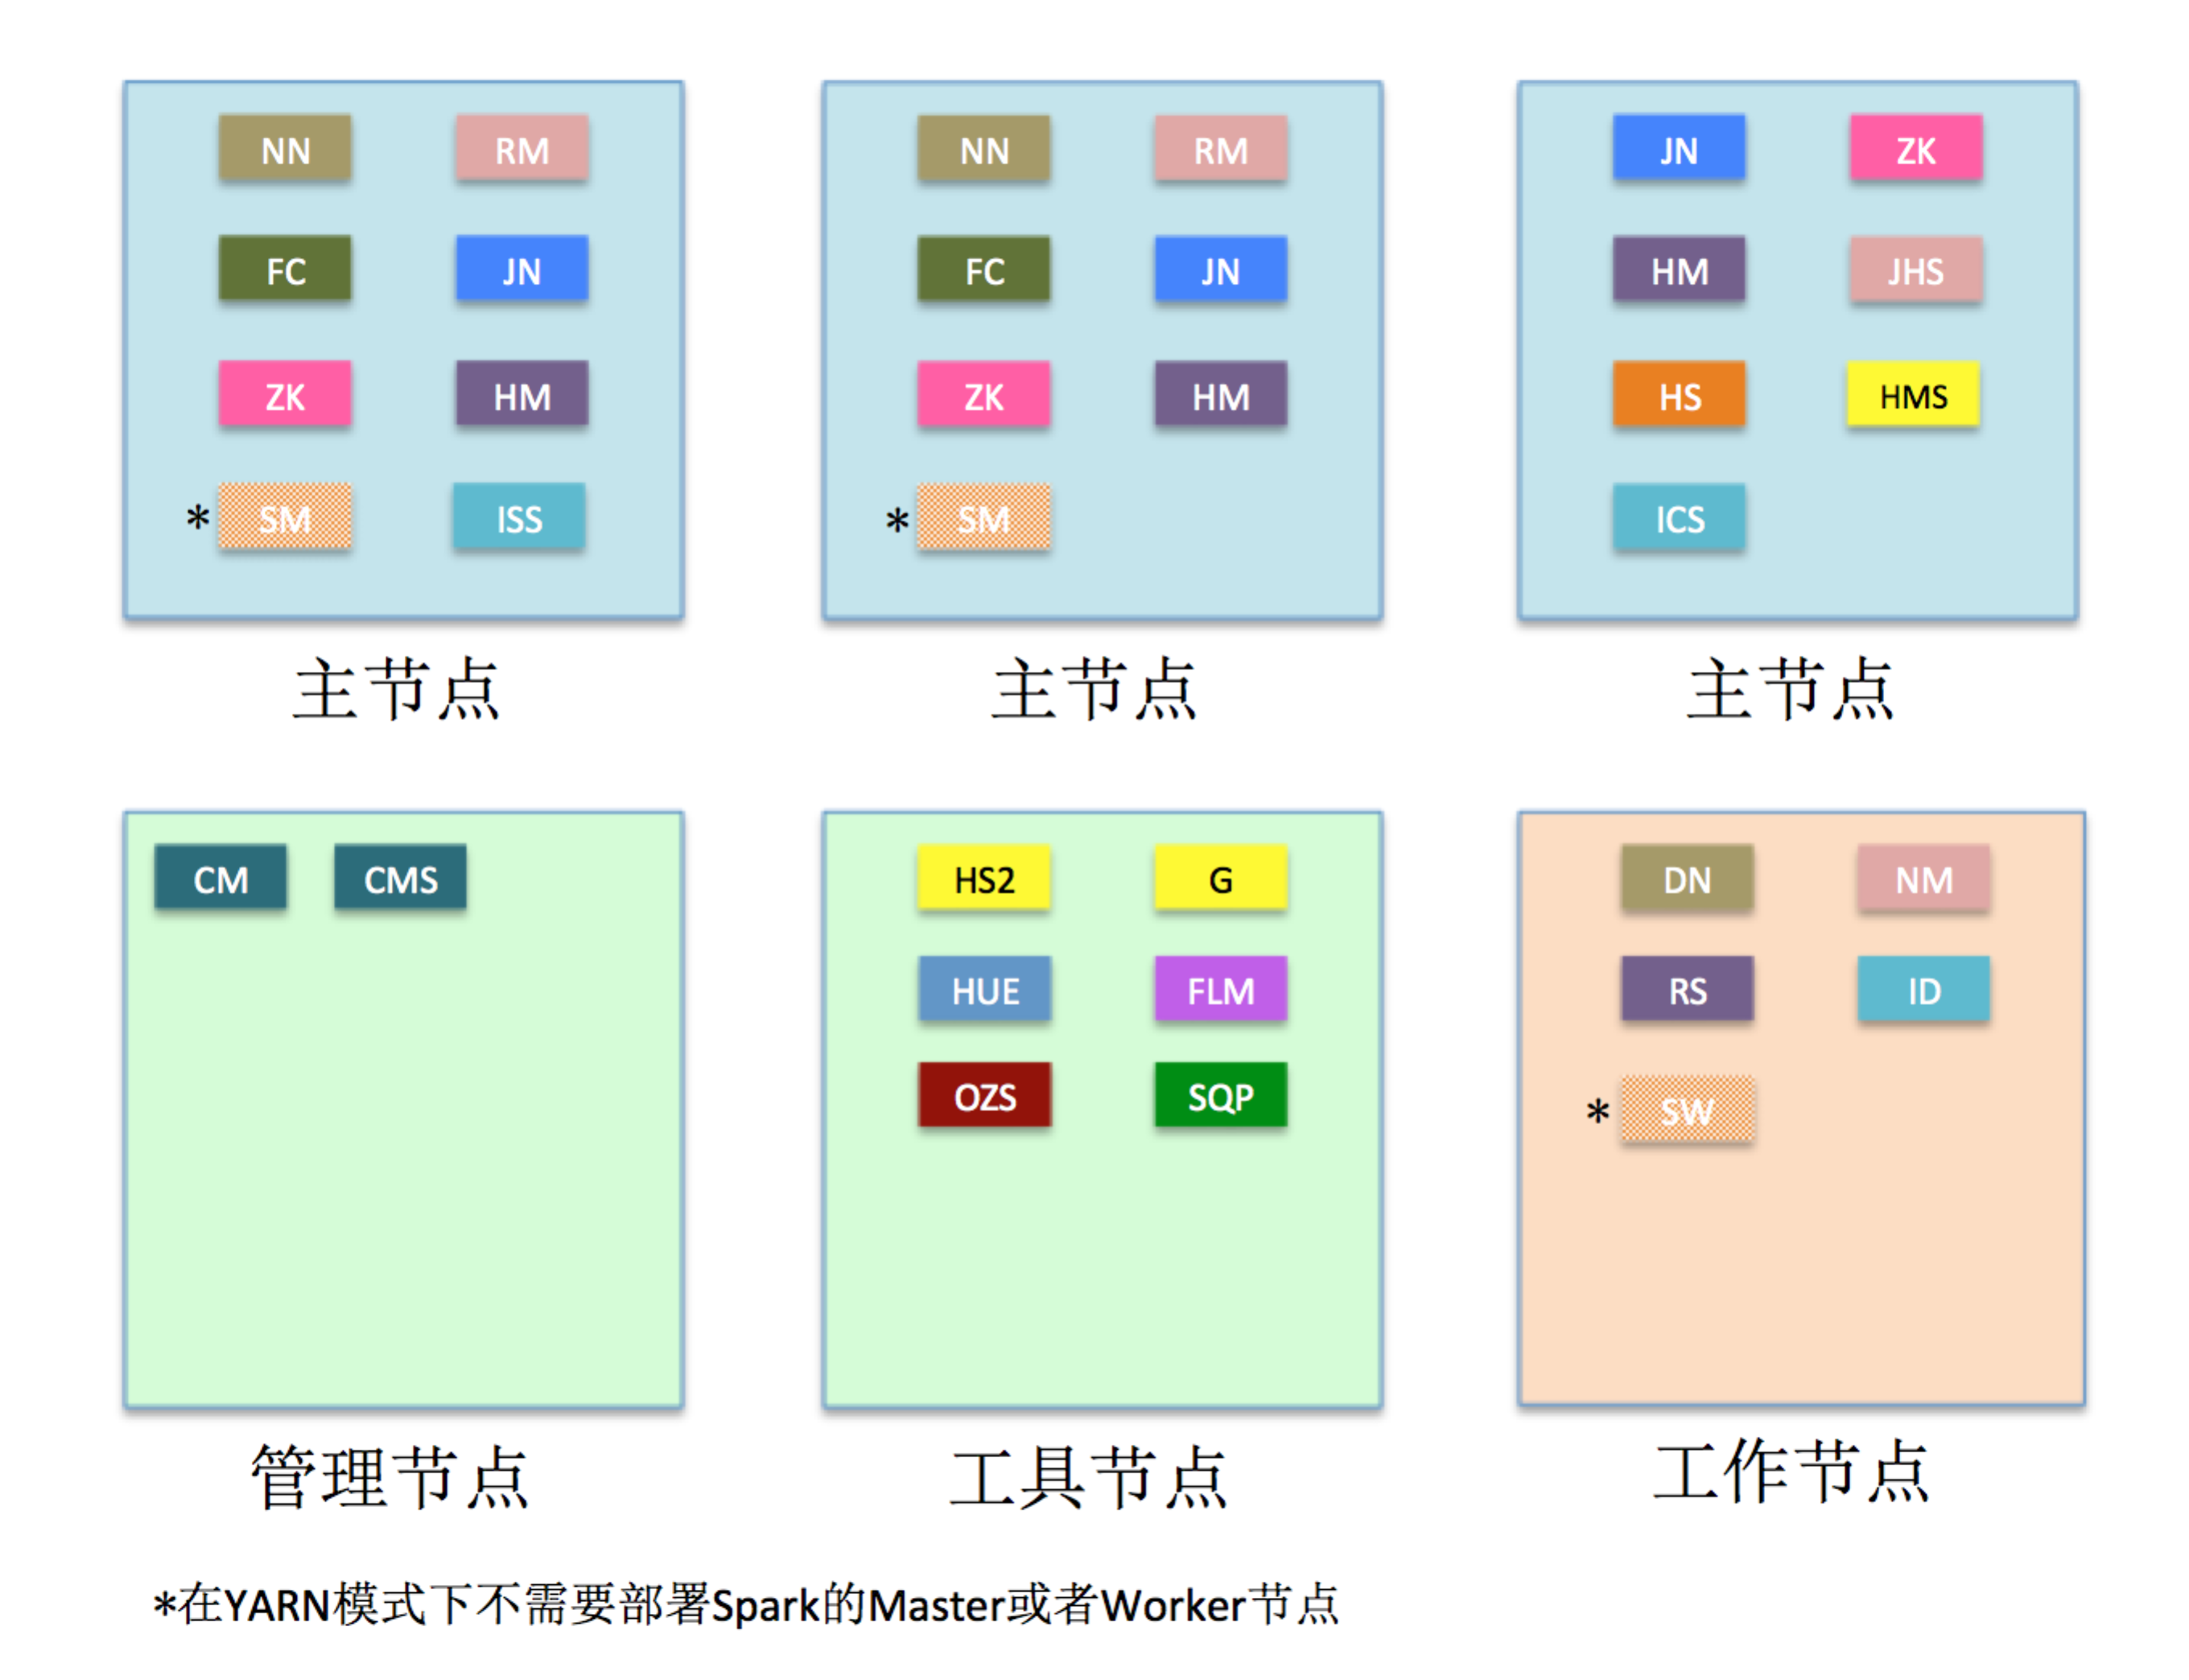 NN RM
FC JN
ZK HM
* SM ISS
主节点
NN RM
FC JN
ZK HM
* SM
主节点
JN ZK
HM JHS
HS HMS
ICS
主节点
CM CMS
管理节点
HS2 G
HUE FLM
OZS SQP
工具节点
DN NM
RS ID
* SW
工作节点
*在YARN模式下不需要部署Spark的Master或者Worker节点